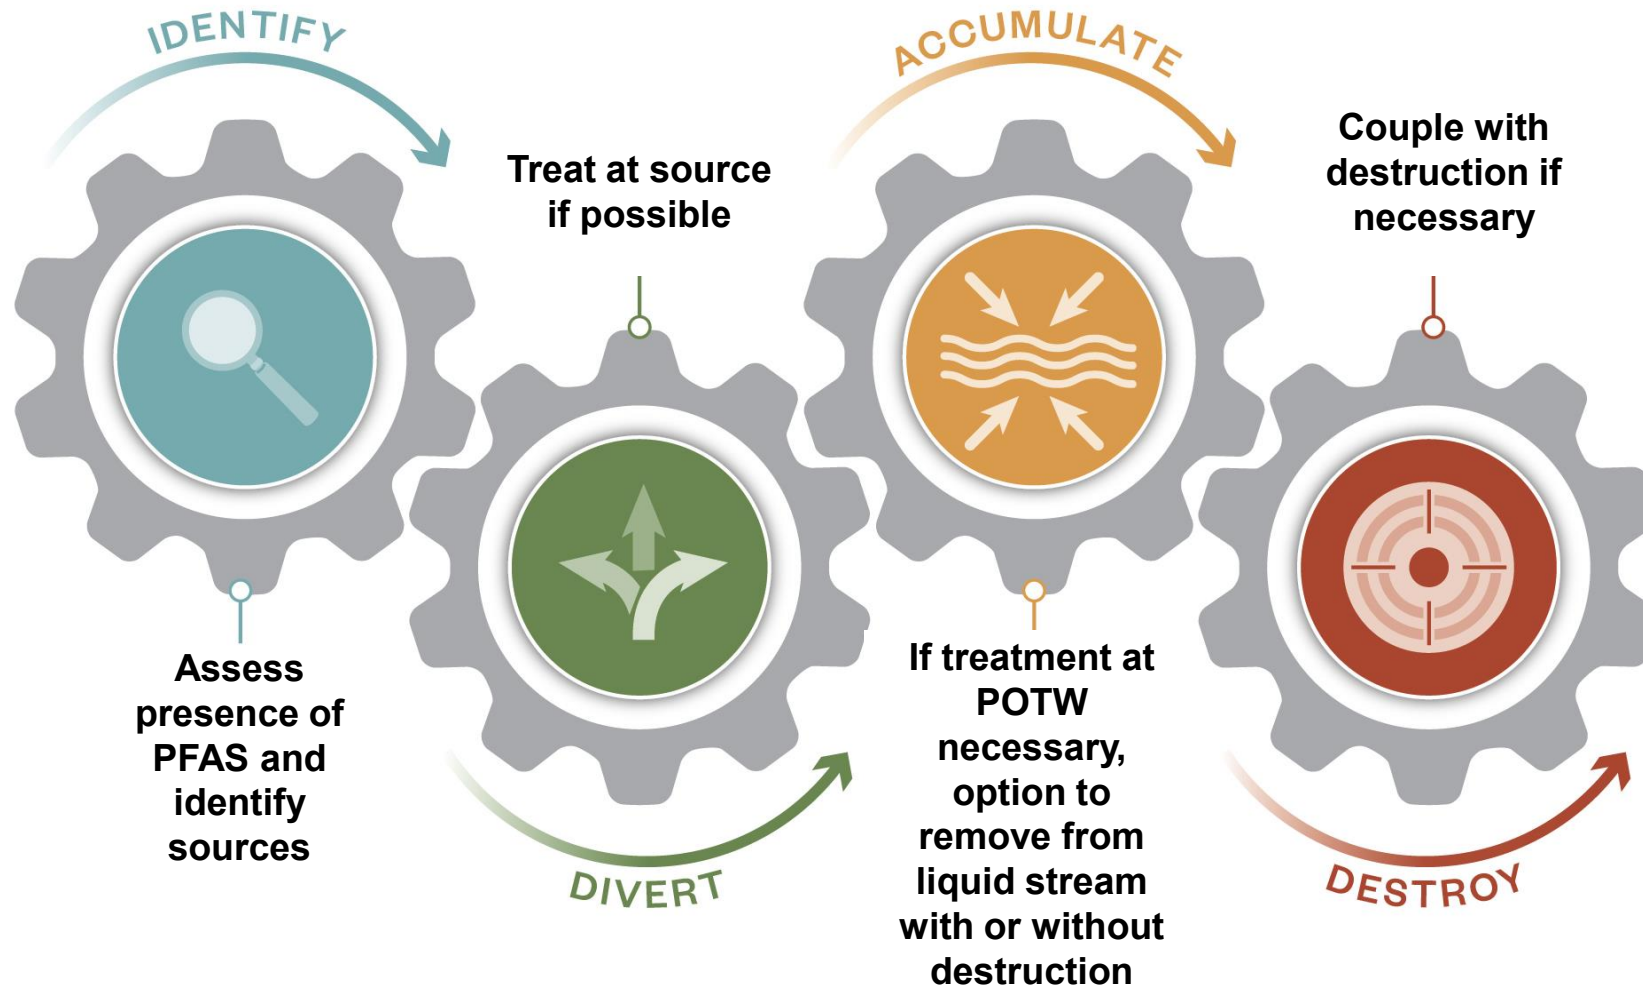 IDENTIFY
Assess
presence of
PFAS and
identify
sources
Treat at source
if possible
DIVERT
ACCUMULATE
If treatment at
POTW
necessary,
option to
remove from
liquid stream
with or without
destruction
Couple with
destruction if
necessary
DESTROY